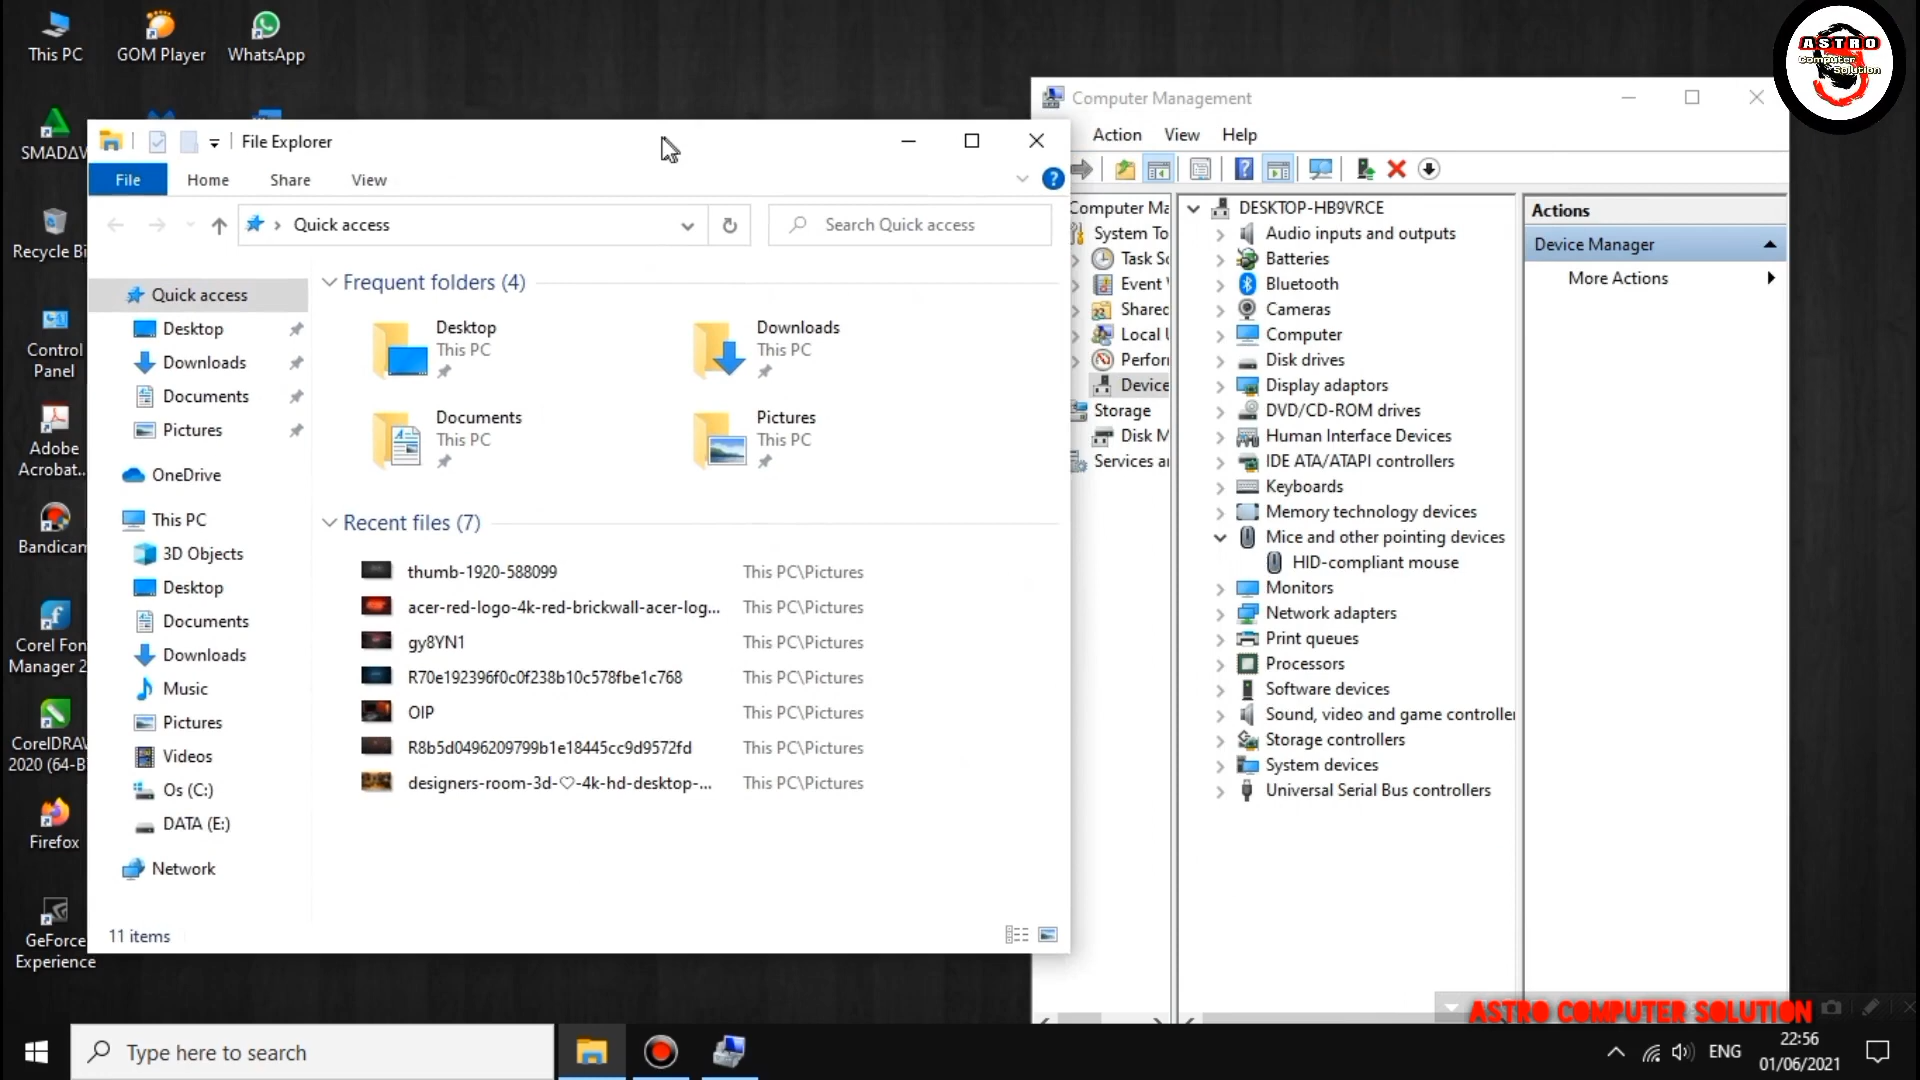 This PC
GOM Player
WhatsApp
SMADAV
Recycle Bi
Control
Panel
Adobe
Acrobat...
Bandicam
Corel Fon
Manager 2
CorelDRAW
2020 (64-B
Firefox
GeForce
Experience
File Explorer
File
Home
Share
View
Quick access
Search Quick access
Quick access
Desktop
Downloads
Documents
Pictures
OneDrive
This PC
3D Objects
Desktop
Documents
Downloads
Music
Pictures
Videos
Os (C:)
DATA (E:)
Network
Frequent folders (4)
Desktop
This PC
Downloads
This PC
Documents
This PC
Pictures
This PC
Recent files (7)
thumb-1920-588099 This PC\Pictures
acer-red-logo-4k-red-brickwall-acer-log... This PC\Pictures
gy8YN1 This PC\Pictures
R70e192396f0c0f238b10c578fbe1c768 This PC\Pictures
OIP This PC\Pictures
R8b5d0496209799b1e18445cc9d9572fd This PC\Pictures
designers-room-3d-♡-4k-hd-desktop-... This PC\Pictures
11 items
Computer Management
Action
View
Help
Computer Ma
System To
Task Sc
Event
Shared
Local U
Perfor
Device
Storage
Disk M
Services a
DESKTOP-HB9VRCE
Audio inputs and outputs
Batteries
Bluetooth
Cameras
Computer
Disk drives
Display adaptors
DVD/CD-ROM drives
Human Interface Devices
IDE ATA/ATAPI controllers
Keyboards
Memory technology devices
Mice and other pointing devices
HID-compliant mouse
Monitors
Network adapters
Print queues
Processors
Software devices
Sound, video and game controller
Storage controllers
System devices
Universal Serial Bus controllers
Actions
Device Manager
More Actions
ASTRO
Computer
Solution
ASTRO COMPUTER SOLUTION
Type here to search
ENG
22:56
01/06/2021